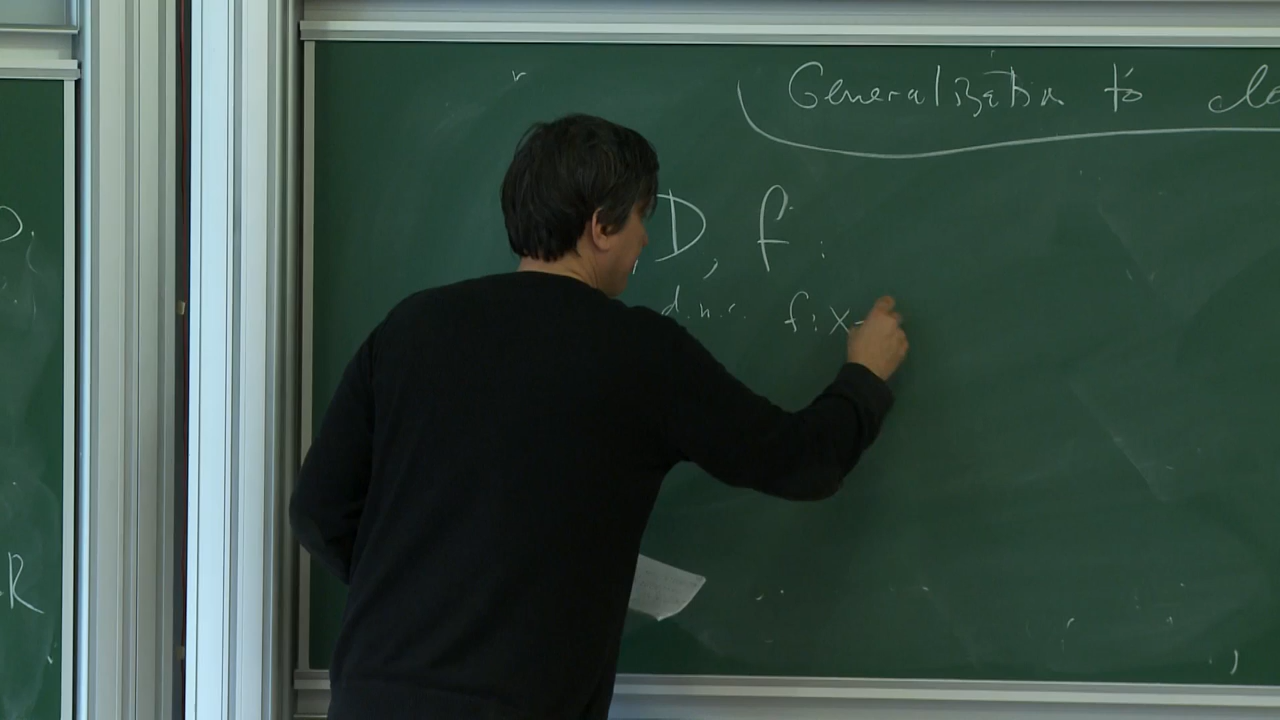 Generalization to
D, f:
d.n.c. f: X
O,
R